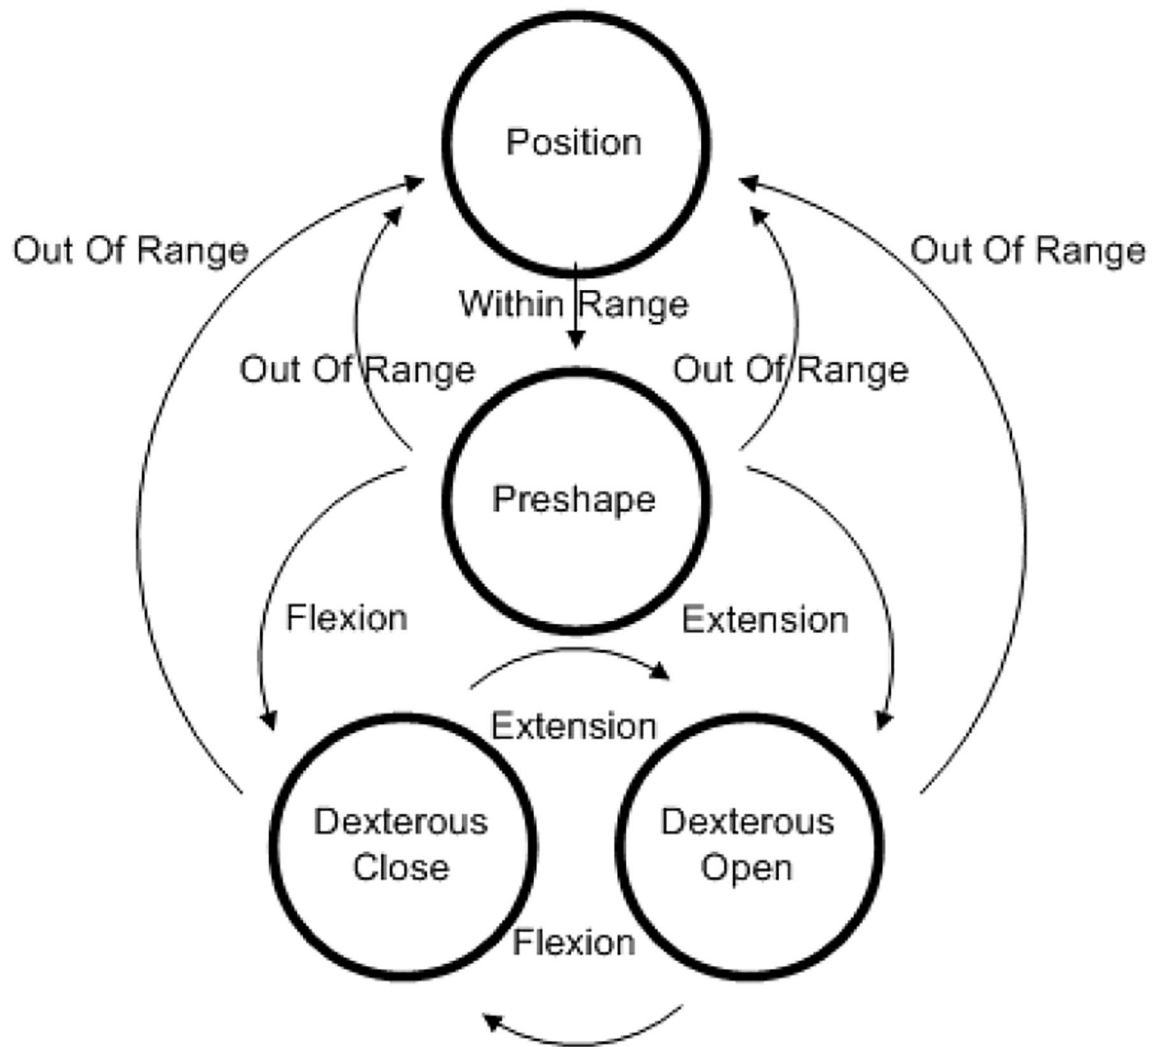 Position
Out Of Range
Out Of Range
Within Range
Out Of Range
Out Of Range
Preshape
Flexion
Extension
Extension
Dexterous
Close
Dexterous
Open
Flexion